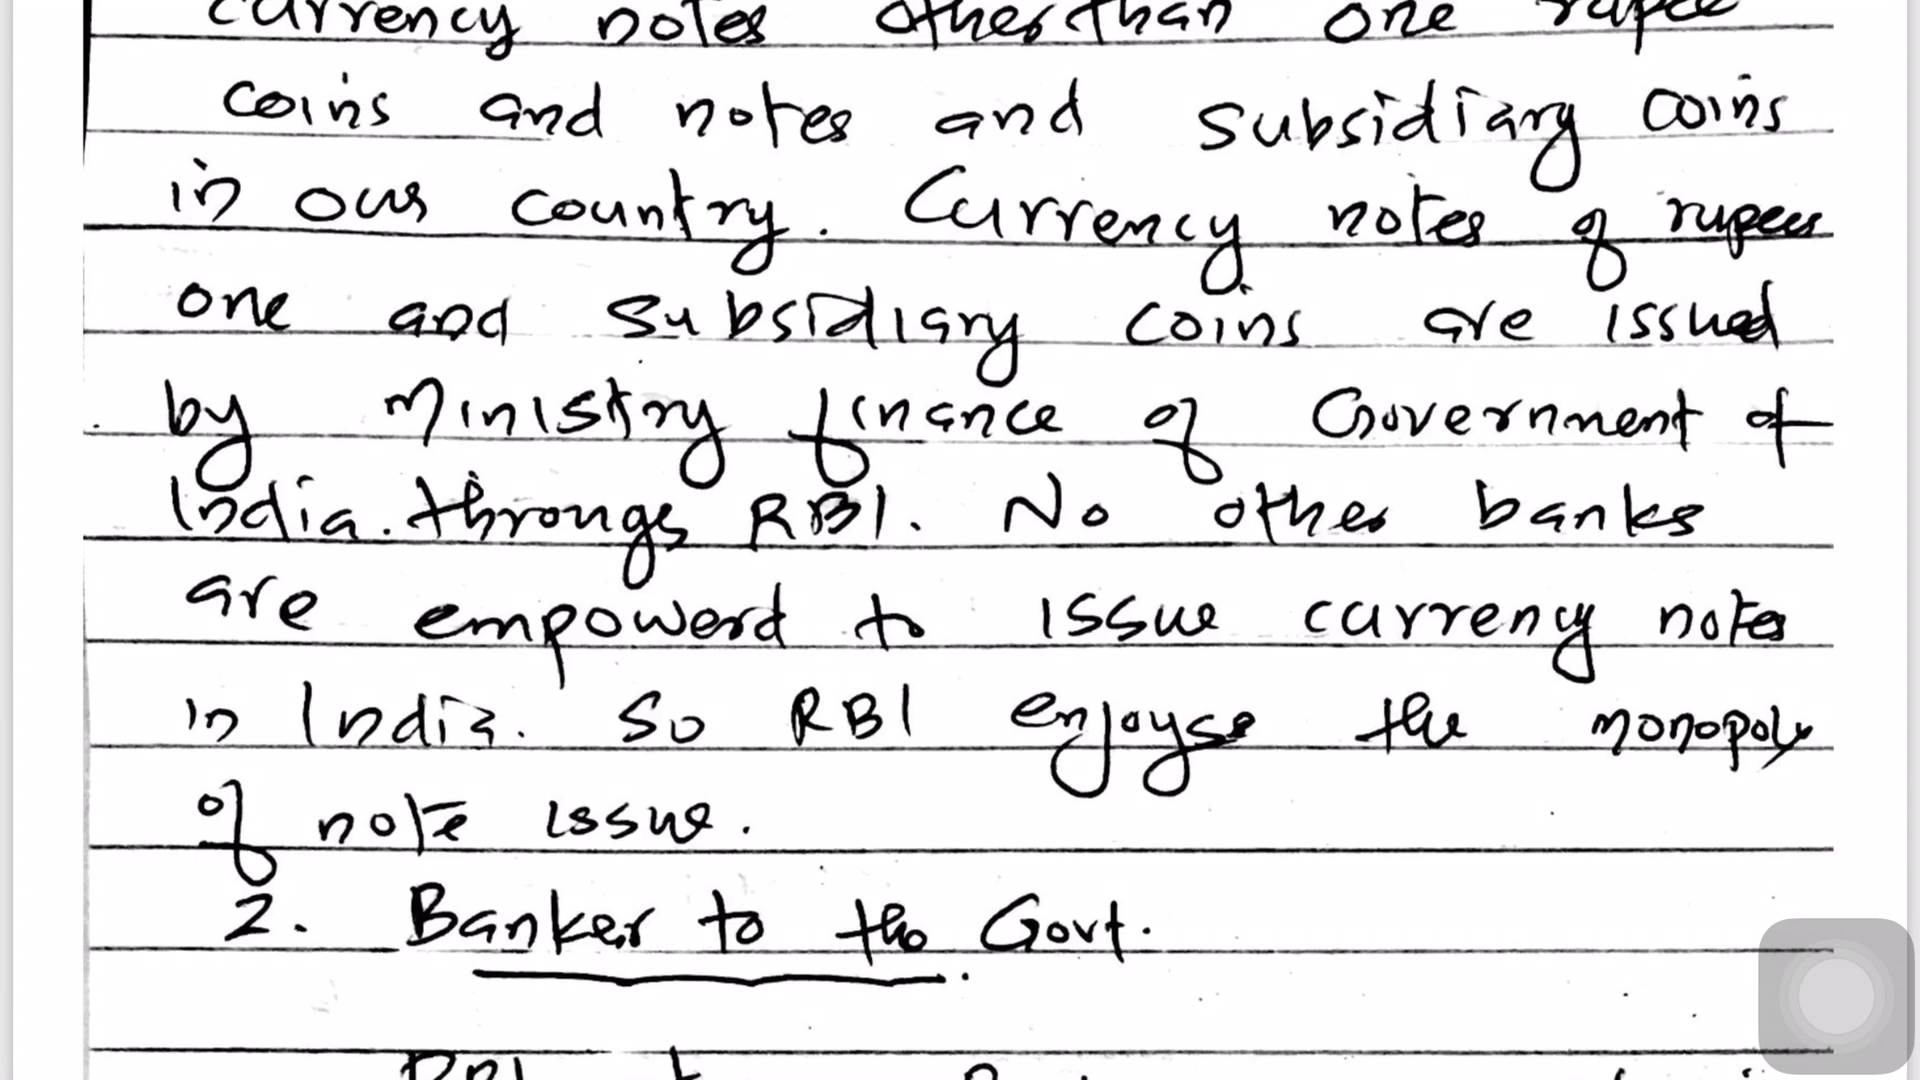 currency notes other than one rupee
coins and notes and subsidiary coins
in our country. Currency notes of rupees
one and subsidiary coins are issued
by Ministry finance of Government of
India. throughs RBI. No other banks
are empowerd to issue currency notes
in India. So RBI enjoyse the monopoly
of note issue.
2. Banker to the Govt.
RBI